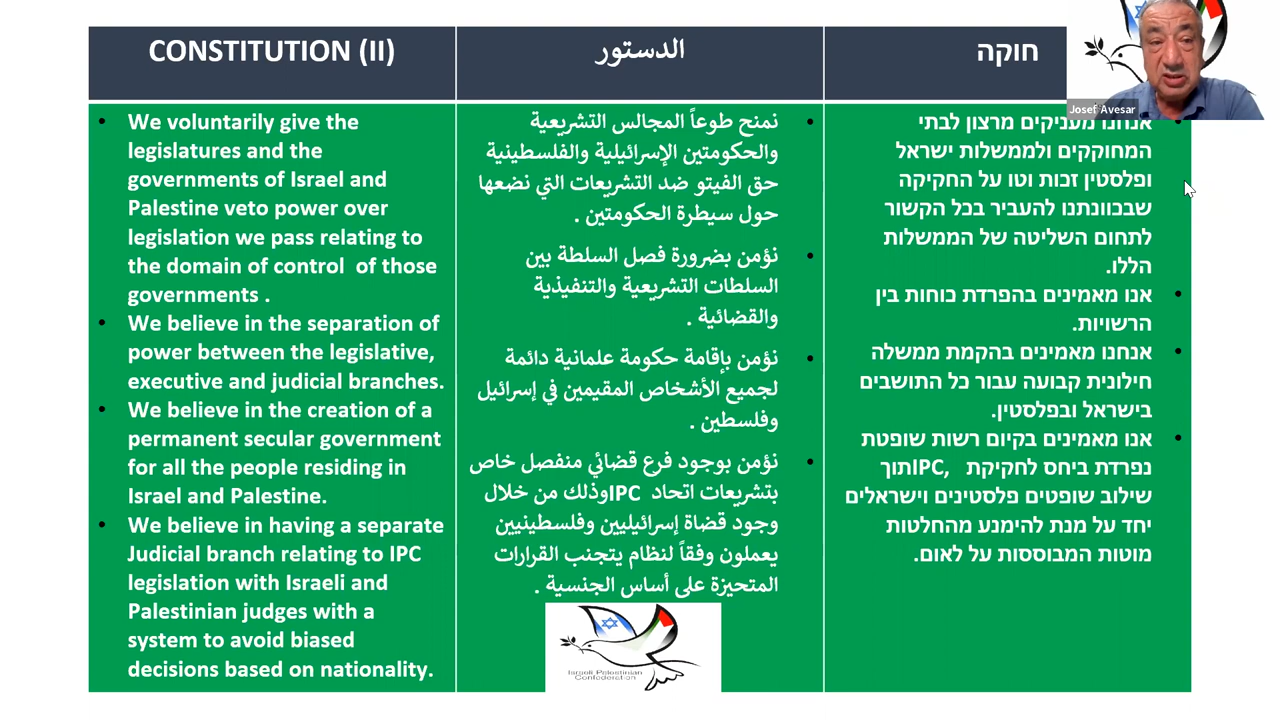 CONSTITUTION (II)
We voluntarily give the
legislatures and the
governments of Israel and
Palestine veto power over
legislation we pass relating to
the domain of control of those
governments .
We believe in the separation of
power between the legislative,
executive and judicial branches.
We believe in the creation of a
permanent secular government
for all the people residing in
Israel and Palestine.
We believe in having a separate
Judicial branch relating to IPC
legislation with Israeli and
Palestinian judges with a
system to avoid biased
decisions based on nationality.
الدستور
نمنح طوعاً المجالس التشريعية
والحكومتين الإسرائيلية والفلسطينية
حق الفيتو ضد التشريعات التي نضعها
حول سيطرة الحكومتين .
نؤمن بضرورة فصل السلطة بين
السلطات التشريعية والتنفيذية
والقضائية .
نؤمن بإقامة حكومة علمانية دائمة
لجميع الأشخاص المقيمين في إسرائيل
وفلسطين .
نؤمن بوجود فرع قضائي منفصل خاص
بتشريعات اتحاد IPCوذلك من خلال
وجود قضاة إسرائيليين وفلسطينيين
يعملون وفقاً لنظام يتجنب القرارات
المتحيزة على أساس الجنسية .
Israeli Palestinian
Confederation
חוקה
אנחנו מעניקים מרצון לבתי
המחוקקים ולממשלות ישראל
ופלסטין זכות וטו על החקיקה
שבכוונתנו להעביר בכל הקשור
לתחום השליטה של הממשלות
הללו.
אנו מאמינים בהפרדת כוחות בין
הרשויות.
אנחנו מאמינים בהקמת ממשלה
חילונית קבועה עבור כל התושבים
בישראל ובפלסטין.
אנו מאמינים בקיום רשות שופטת
נפרדת ביחס לחקיקת IPC, תוך
שילוב שופטים פלסטינים וישראלים
יחד על מנת להימנע מהחלטות
מוטות המבוססות על לאום.
Josef Avesar